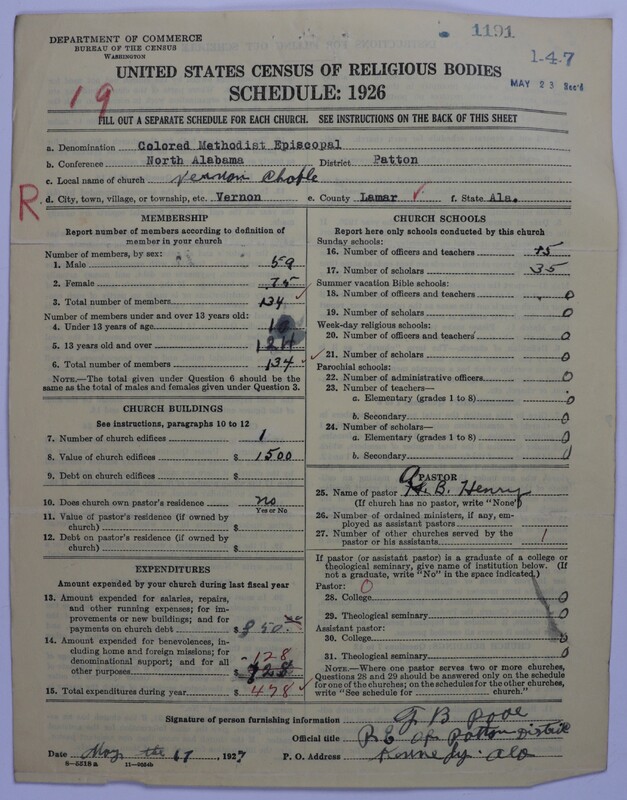 1191
DEPARTMENT OF COMMERCE
BUREAU OF THE CENSUS
WASHINGTON
1-4-7
MAY 23 Rec'd
UNITED STATES CENSUS OF RELIGIOUS BODIES
SCHEDULE: 1926
19
FILL OUT A SEPARATE SCHEDULE FOR EACH CHURCH. SEE INSTRUCTIONS ON THE BACK OF THIS SHEET
a. Denomination Colored Methodist Episcopal
b. Conference North Alabama District Patton
c. Local name of church Vernon Chaple
R
d. City, town, village, or township, etc. Vernon e. County Lamar ✓ f. State Ala.
MEMBERSHIP
Report number of members according to definition of
member in your church
Number of members, by sex:
1. Male 59
2. Female 75
3. Total number of members 134 ✓
Number of members under and over 13 years old:
4. Under 13 years of age 10
5. 13 years old and over 124
6. Total number of members 134 ✓
NOTE.—The total given under Question 6 should be the
same as the total of males and females given under Question 3.
CHURCH BUILDINGS
See instructions, paragraphs 10 to 12
7. Number of church edifices 1
8. Value of church edifices $ 1500
9. Debt on church edifices $
10. Does church own pastor's residence? no
Yes or No
11. Value of pastor's residence (if owned by
church) $
12. Debt on pastor's residence (if owned by
church) $
EXPENDITURES
Amount expended by your church during last fiscal year
13. Amount expended for salaries, repairs,
and other running expenses; for im-
provements or new buildings; and for
payments on church debt $ 350.00
14. Amount expended for benevolences, in-
cluding home and foreign missions; for
denominational support; and for all
other purposes $ 128
15. Total expenditures during year $ 478 ✓
CHURCH SCHOOLS
Report here only schools conducted by this church
Sunday schools:
16. Number of officers and teachers
17. Number of scholars 35
Summer vacation Bible schools:
18. Number of officers and teachers 0
19. Number of scholars 0
Week-day religious schools:
20. Number of officers and teachers 0
21. Number of scholars 0
Parochial schools:
22. Number of administrative officers 0
23. Number of teachers—
a. Elementary (grades 1 to 8) 0
b. Secondary 0
24. Number of scholars—
a. Elementary (grades 1 to 8) 0
b. Secondary 0
PASTOR
25. Name of pastor B. Henry
(If church has no pastor, write "None")
26. Number of ordained ministers, if any, em-
ployed as assistant pastors
27. Number of other churches served by the
pastor or his assistants 1
If pastor (or assistant pastor) is a graduate of a college or
theological seminary, give name of institution below. (If
not a graduate, write "No" in the space indicated.)
Pastor: 0
28. College 0
29. Theological seminary 0
Assistant pastor:
30. College 0
31. Theological seminary 0
NOTE.—Where one pastor serves two or more churches,
Questions 28 and 29 should be answered only on the schedule
for one of the churches; on the schedules for the other churches,
write "See schedule for church."
Signature of person furnishing information B Pool
Official title P.E. of Patton District
Date May the 17, 1927 P. O. Address Kennedy. Ala
8-5318 a